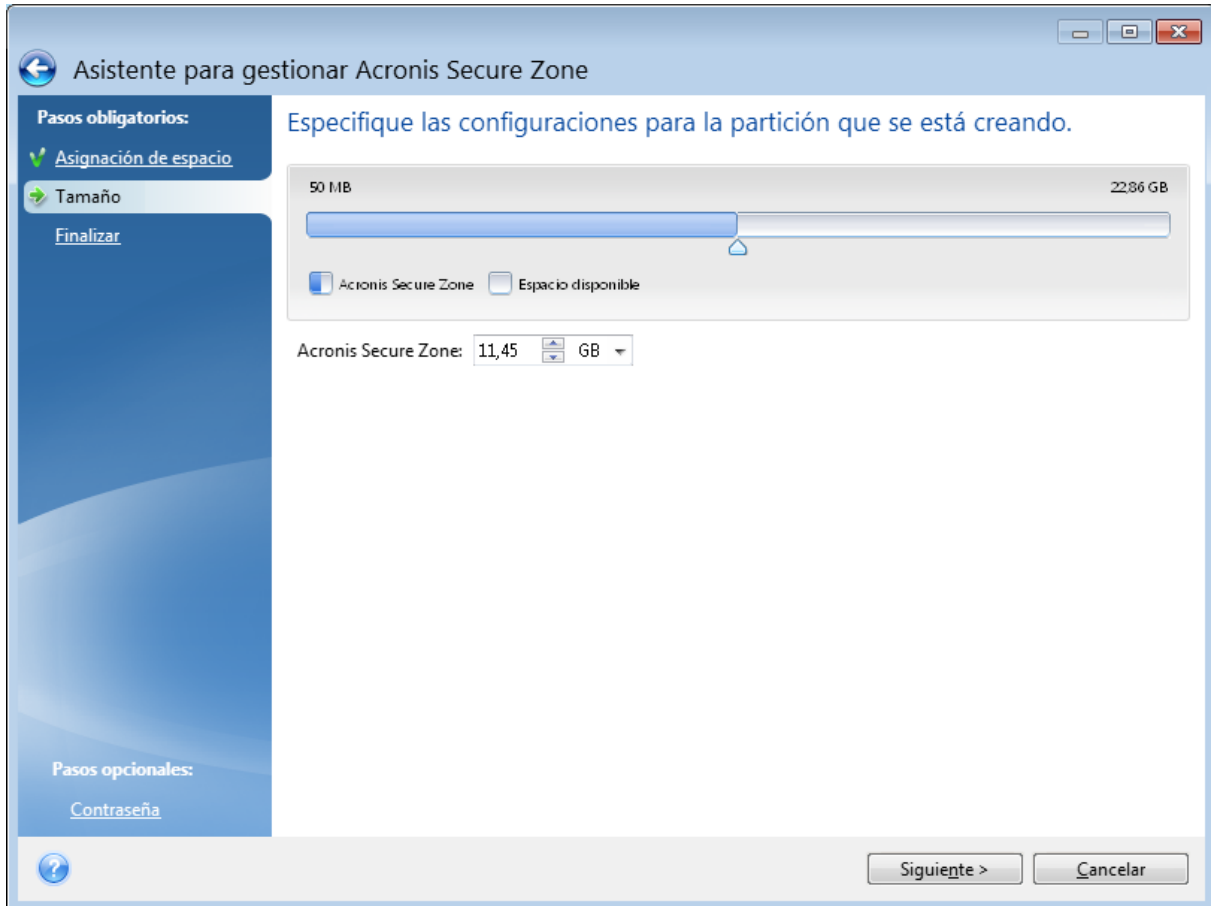 Asistente para gestionar Acronis Secure Zone
Pasos obligatorios:
Asignación de espacio
Tamaño
Finalizar
Especifique las configuraciones para la partición que se está creando.
50 MB 22,86 GB
Acronis Secure Zone Espacio disponible
Acronis Secure Zone: 11,45 GB
Pasos opcionales:
Contraseña
Siguiente > Cancelar